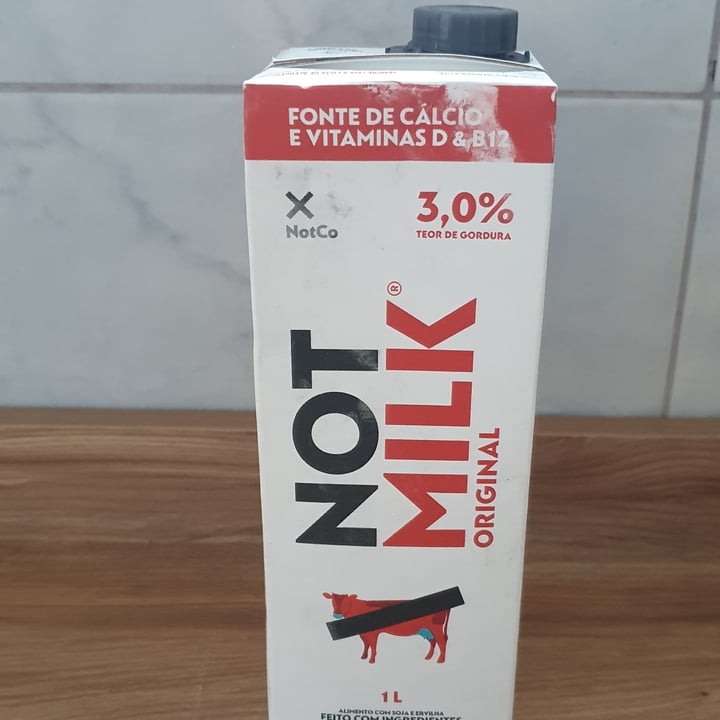 FONTE DE CÁLCIO
E VITAMINAS D & B12
NotCo
3,0%
TEOR DE GORDURA
NOT
MILK®
ORIGINAL
1 L
ALIMENTO COM SOJA E ERVILHA
FEITO COM INGREDIENTES